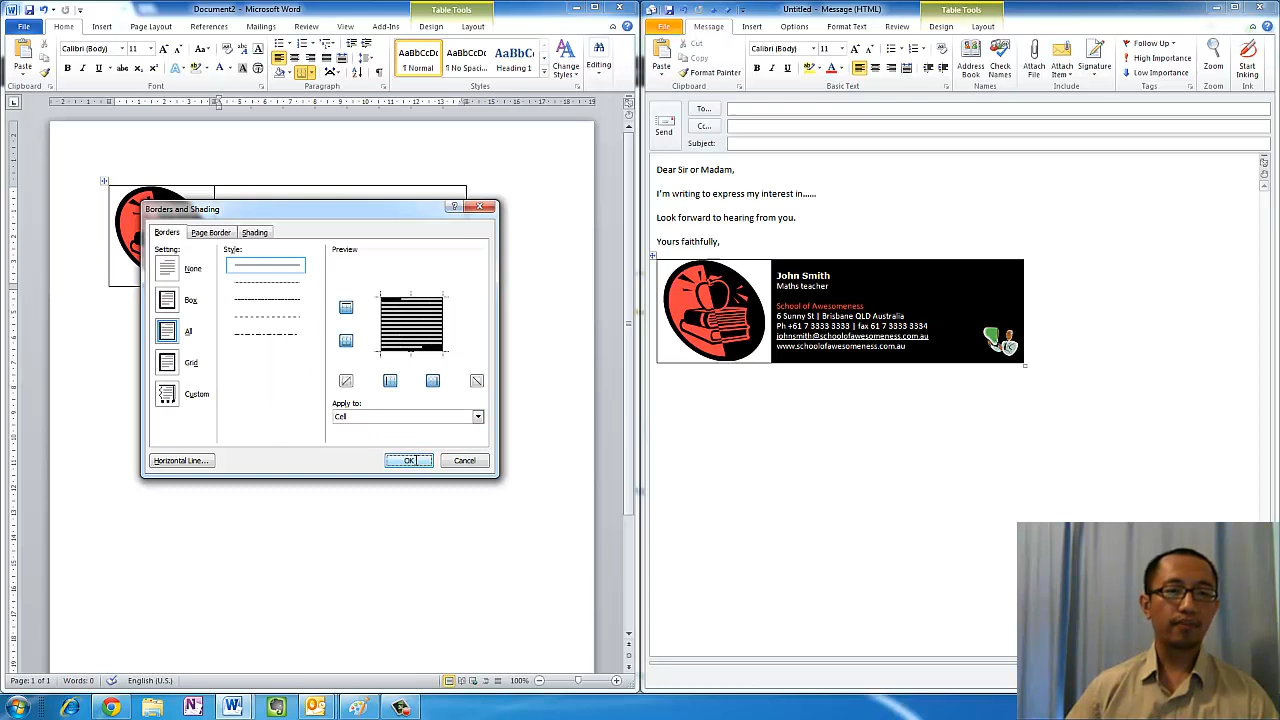 Document2 - Microsoft Word
Table Tools
File
Home
Insert
Page Layout
References
Mailings
Review
View
Add-Ins
Design
Layout
Paste
Calibri (Body)
11
AaBbCcDc
¶ Normal
AaBbCcDc
¶ No Spaci...
AaBbC
Heading 1
Change
Styles
Editing
Clipboard
Font
Paragraph
Styles
Borders and Shading
Borders
Page Border
Shading
Setting:
None
Box
All
Grid
Custom
Style:
Preview
Apply to:
Cell
Horizontal Line...
OK
Cancel
Page: 1 of 1
Words: 0
English (U.S.)
100%
Untitled - Message (HTML)
Table Tools
File
Message
Insert
Options
Format Text
Review
Design
Layout
Paste
Cut
Copy
Format Painter
Calibri (Body)
11
Address
Book
Check
Names
Attach
File
Attach
Item
Signature
Follow Up
High Importance
Low Importance
Zoom
Start
Inking
Clipboard
Basic Text
Names
Include
Tags
Zoom
Ink
Send
To...
Cc...
Subject:
Dear Sir or Madam,
I'm writing to express my interest in......
Look forward to hearing from you.
Yours faithfully,
John Smith
Maths teacher
School of Awesomeness
6 Sunny St | Brisbane QLD Australia
Ph +61 7 3333 3333 | fax 61 7 3333 3334
johnsmith@schoolofawesomeness.com.au
www.schoolofawesomeness.com.au